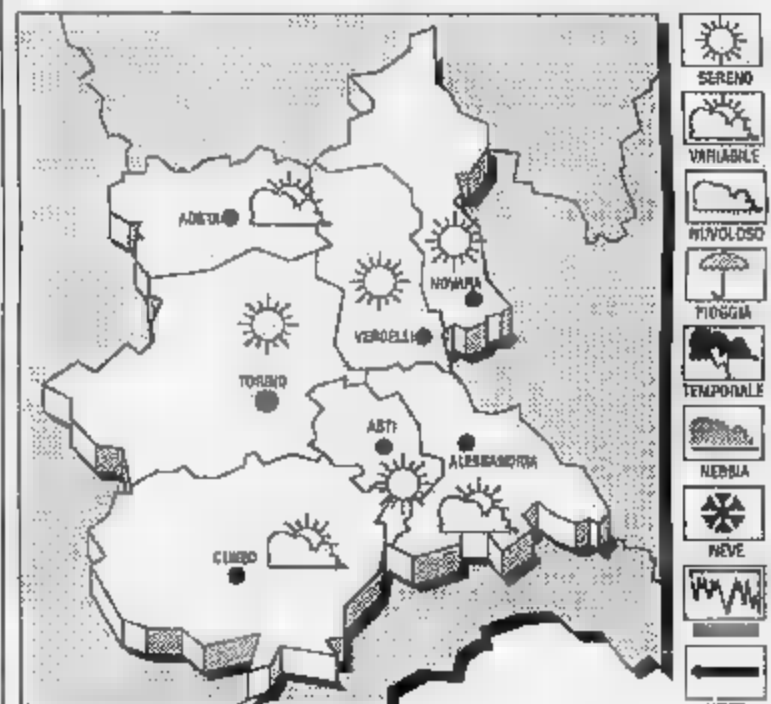 SERENO
VARIABILE
NUVOLOSO
PIOGGIA
TEMPORALE
NEBBIA
NEVE
AOSTA
NOVARA
VERCELLI
TORINO
ASTI
ALESSANDRIA
CUNEO